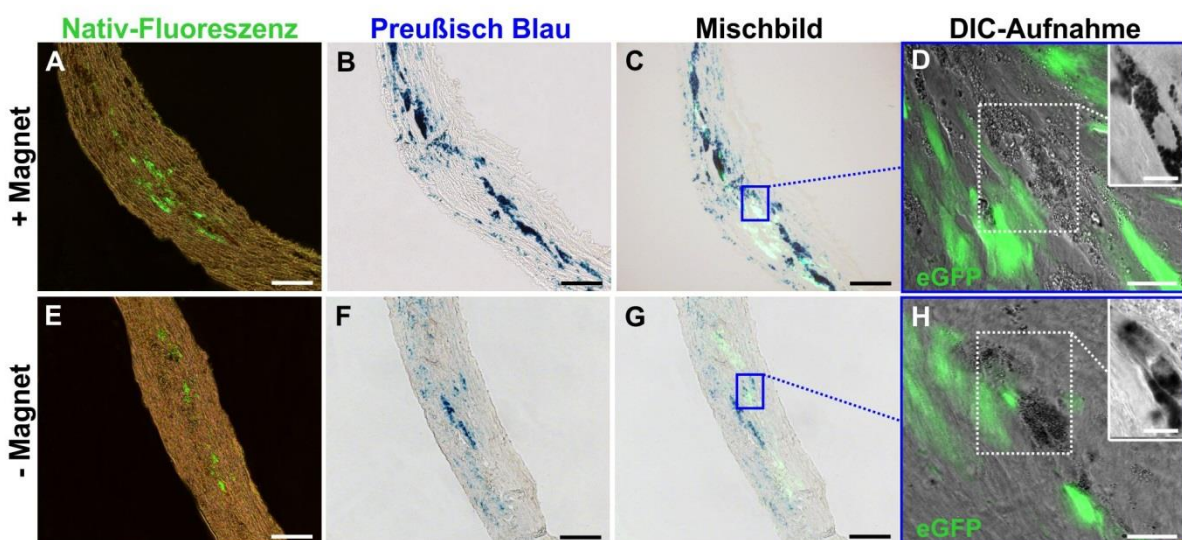 Nativ-Fluoreszenz Preußisch Blau Mischbild DIC-Aufnahme
+ Magnet
A B C D
eGFP
- Magnet
E F G H
eGFP